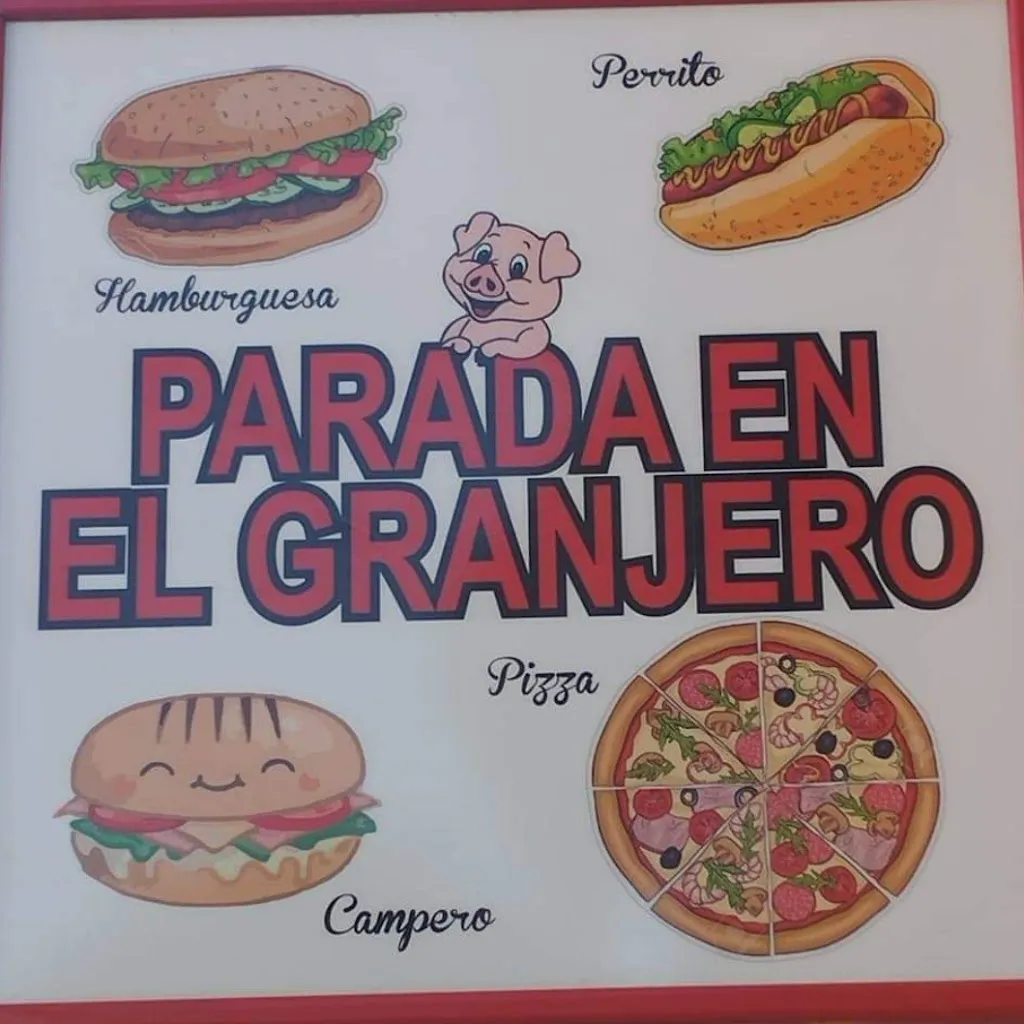 Perrito
Hamburguesa
PARADA EN
EL GRANJERO
Pizza
Campero